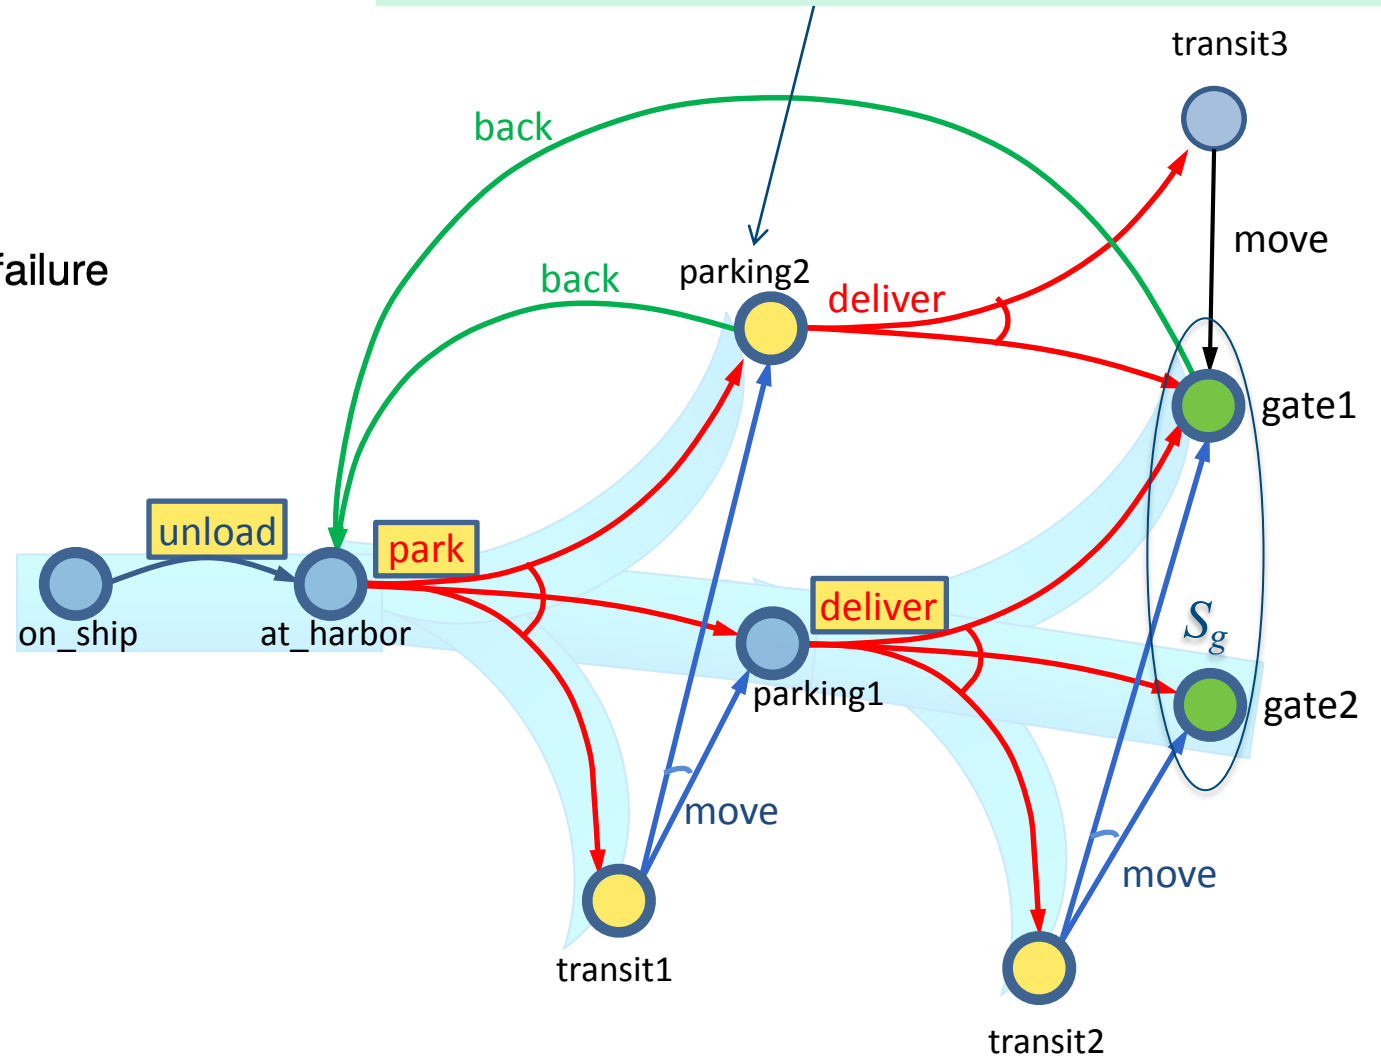 transit3
back
move
failure
parking2
back
deliver
gate1
unload
park
deliver
on_ship
at_harbor
Sg
parking1
gate2
move
move
transit1
transit2